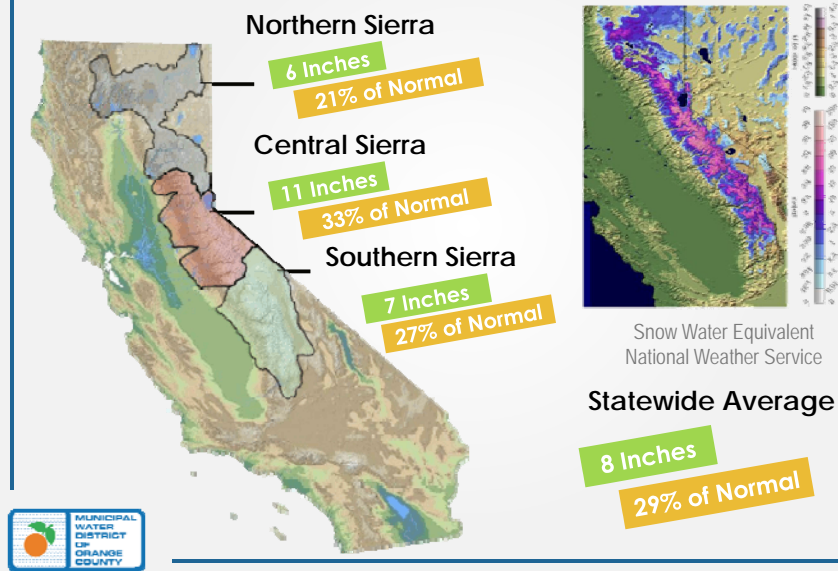 Northern Sierra
6 Inches
21% of Normal
Central Sierra
11 Inches
33% of Normal
Southern Sierra
7 Inches
27% of Normal
Snow Water Equivalent
National Weather Service
Statewide Average
8 Inches
29% of Normal
MUNICIPAL
WATER
DISTRICT
OF
ORANGE
COUNTY